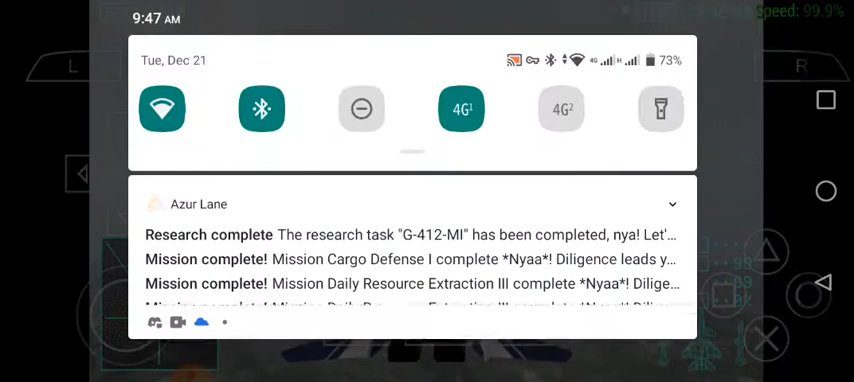 9:47 AM
Speed: 99.9%
L
R
Tue, Dec 21
4G
H
73%
4G¹
4G²
Azur Lane
Research complete The research task "G-412-MI" has been completed, nya! Let'...
Mission complete! Mission Cargo Defense I complete *Nyaa*! Diligence leads y...
Mission complete! Mission Daily Resource Extraction III complete *Nyaa*! Dilige...